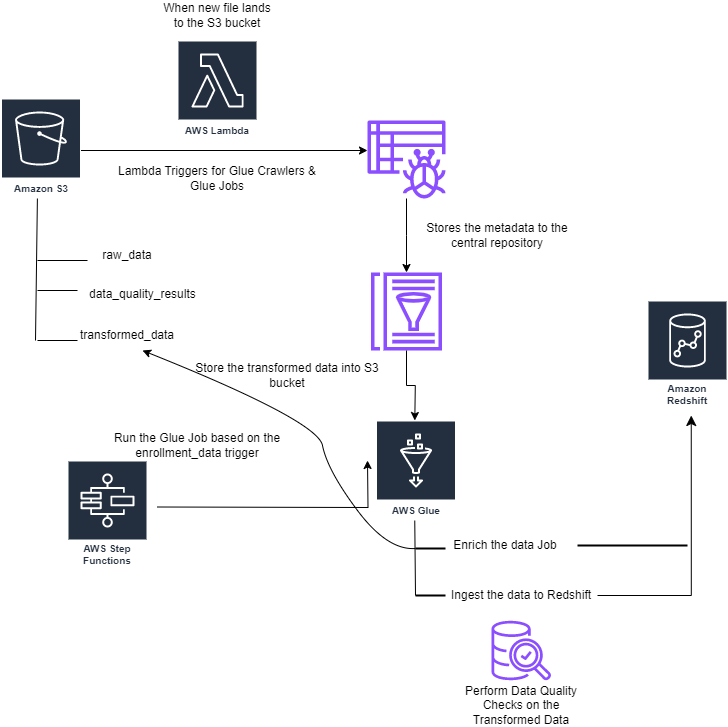 When new file lands
to the S3 bucket
AWS Lambda
Amazon S3
Lambda Triggers for Glue Crawlers &
Glue Jobs
Stores the metadata to the
central repository
raw_data
data_quality_results
transformed_data
Store the transformed data into S3
bucket
Amazon
Redshift
Run the Glue Job based on the
enrollment_data trigger
AWS Glue
AWS Step
Functions
Enrich the data Job
Ingest the data to Redshift
Perform Data Quality
Checks on the
Transformed Data